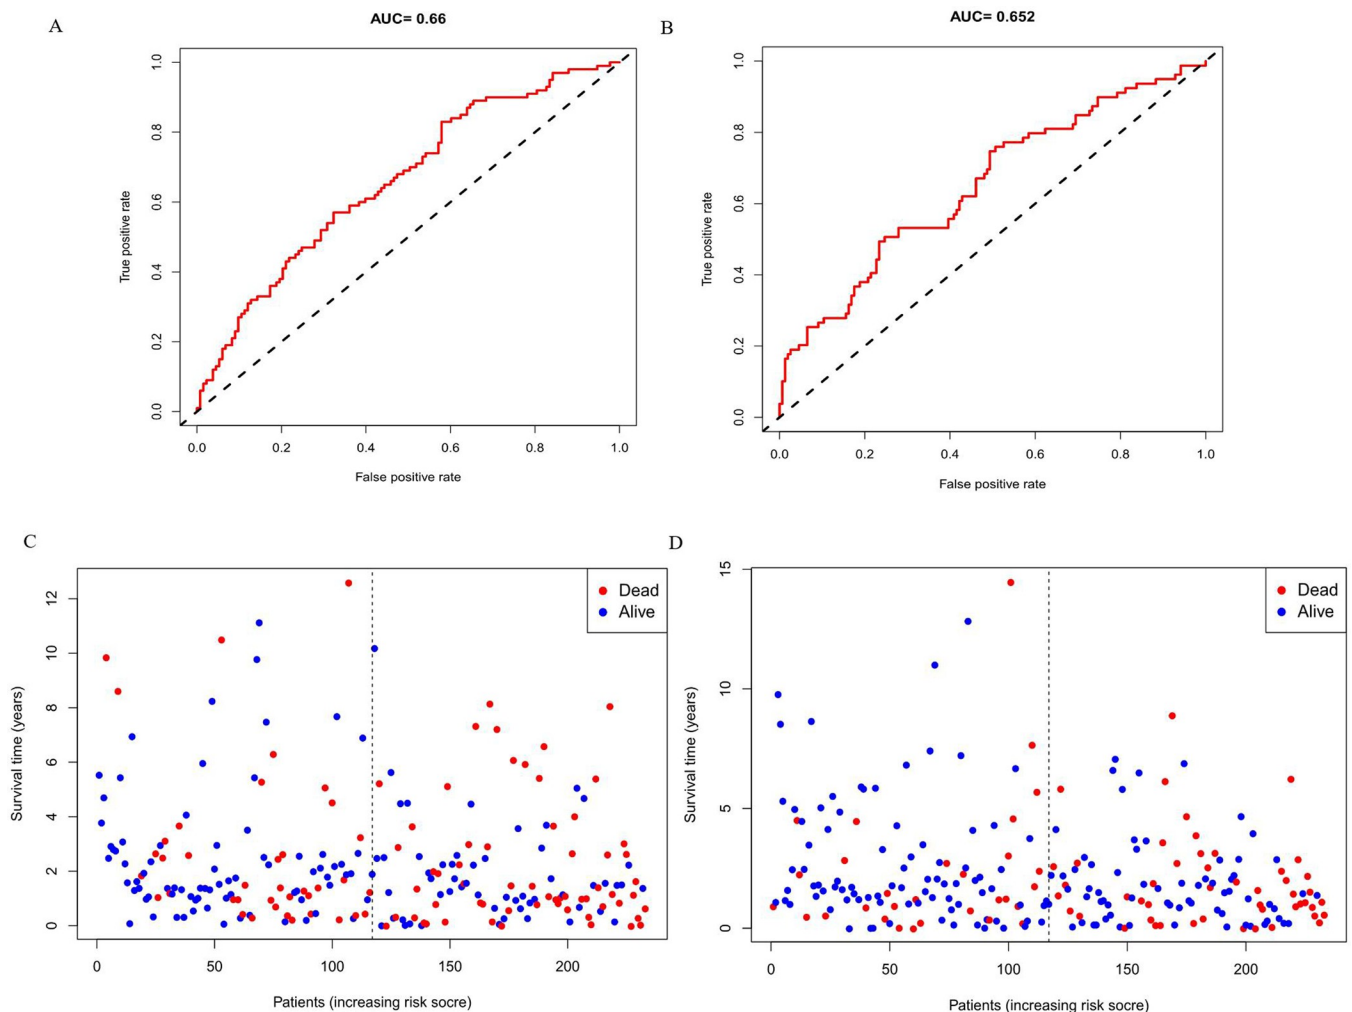 A
AUC= 0.66
True positive rate
1.0
0.8
0.6
0.4
0.2
0.0
0.0 0.2 0.4 0.6 0.8 1.0
False positive rate
B
AUC= 0.652
True positive rate
1.0
0.8
0.6
0.4
0.2
0.0
0.0 0.2 0.4 0.6 0.8 1.0
False positive rate
C
Survival time (years)
12
10
8
6
4
2
0
Dead
Alive
0 50 100 150 200
Patients (increasing risk socre)
D
Survival time (years)
15
10
5
0
Dead
Alive
0 50 100 150 200
Patients (increasing risk socre)